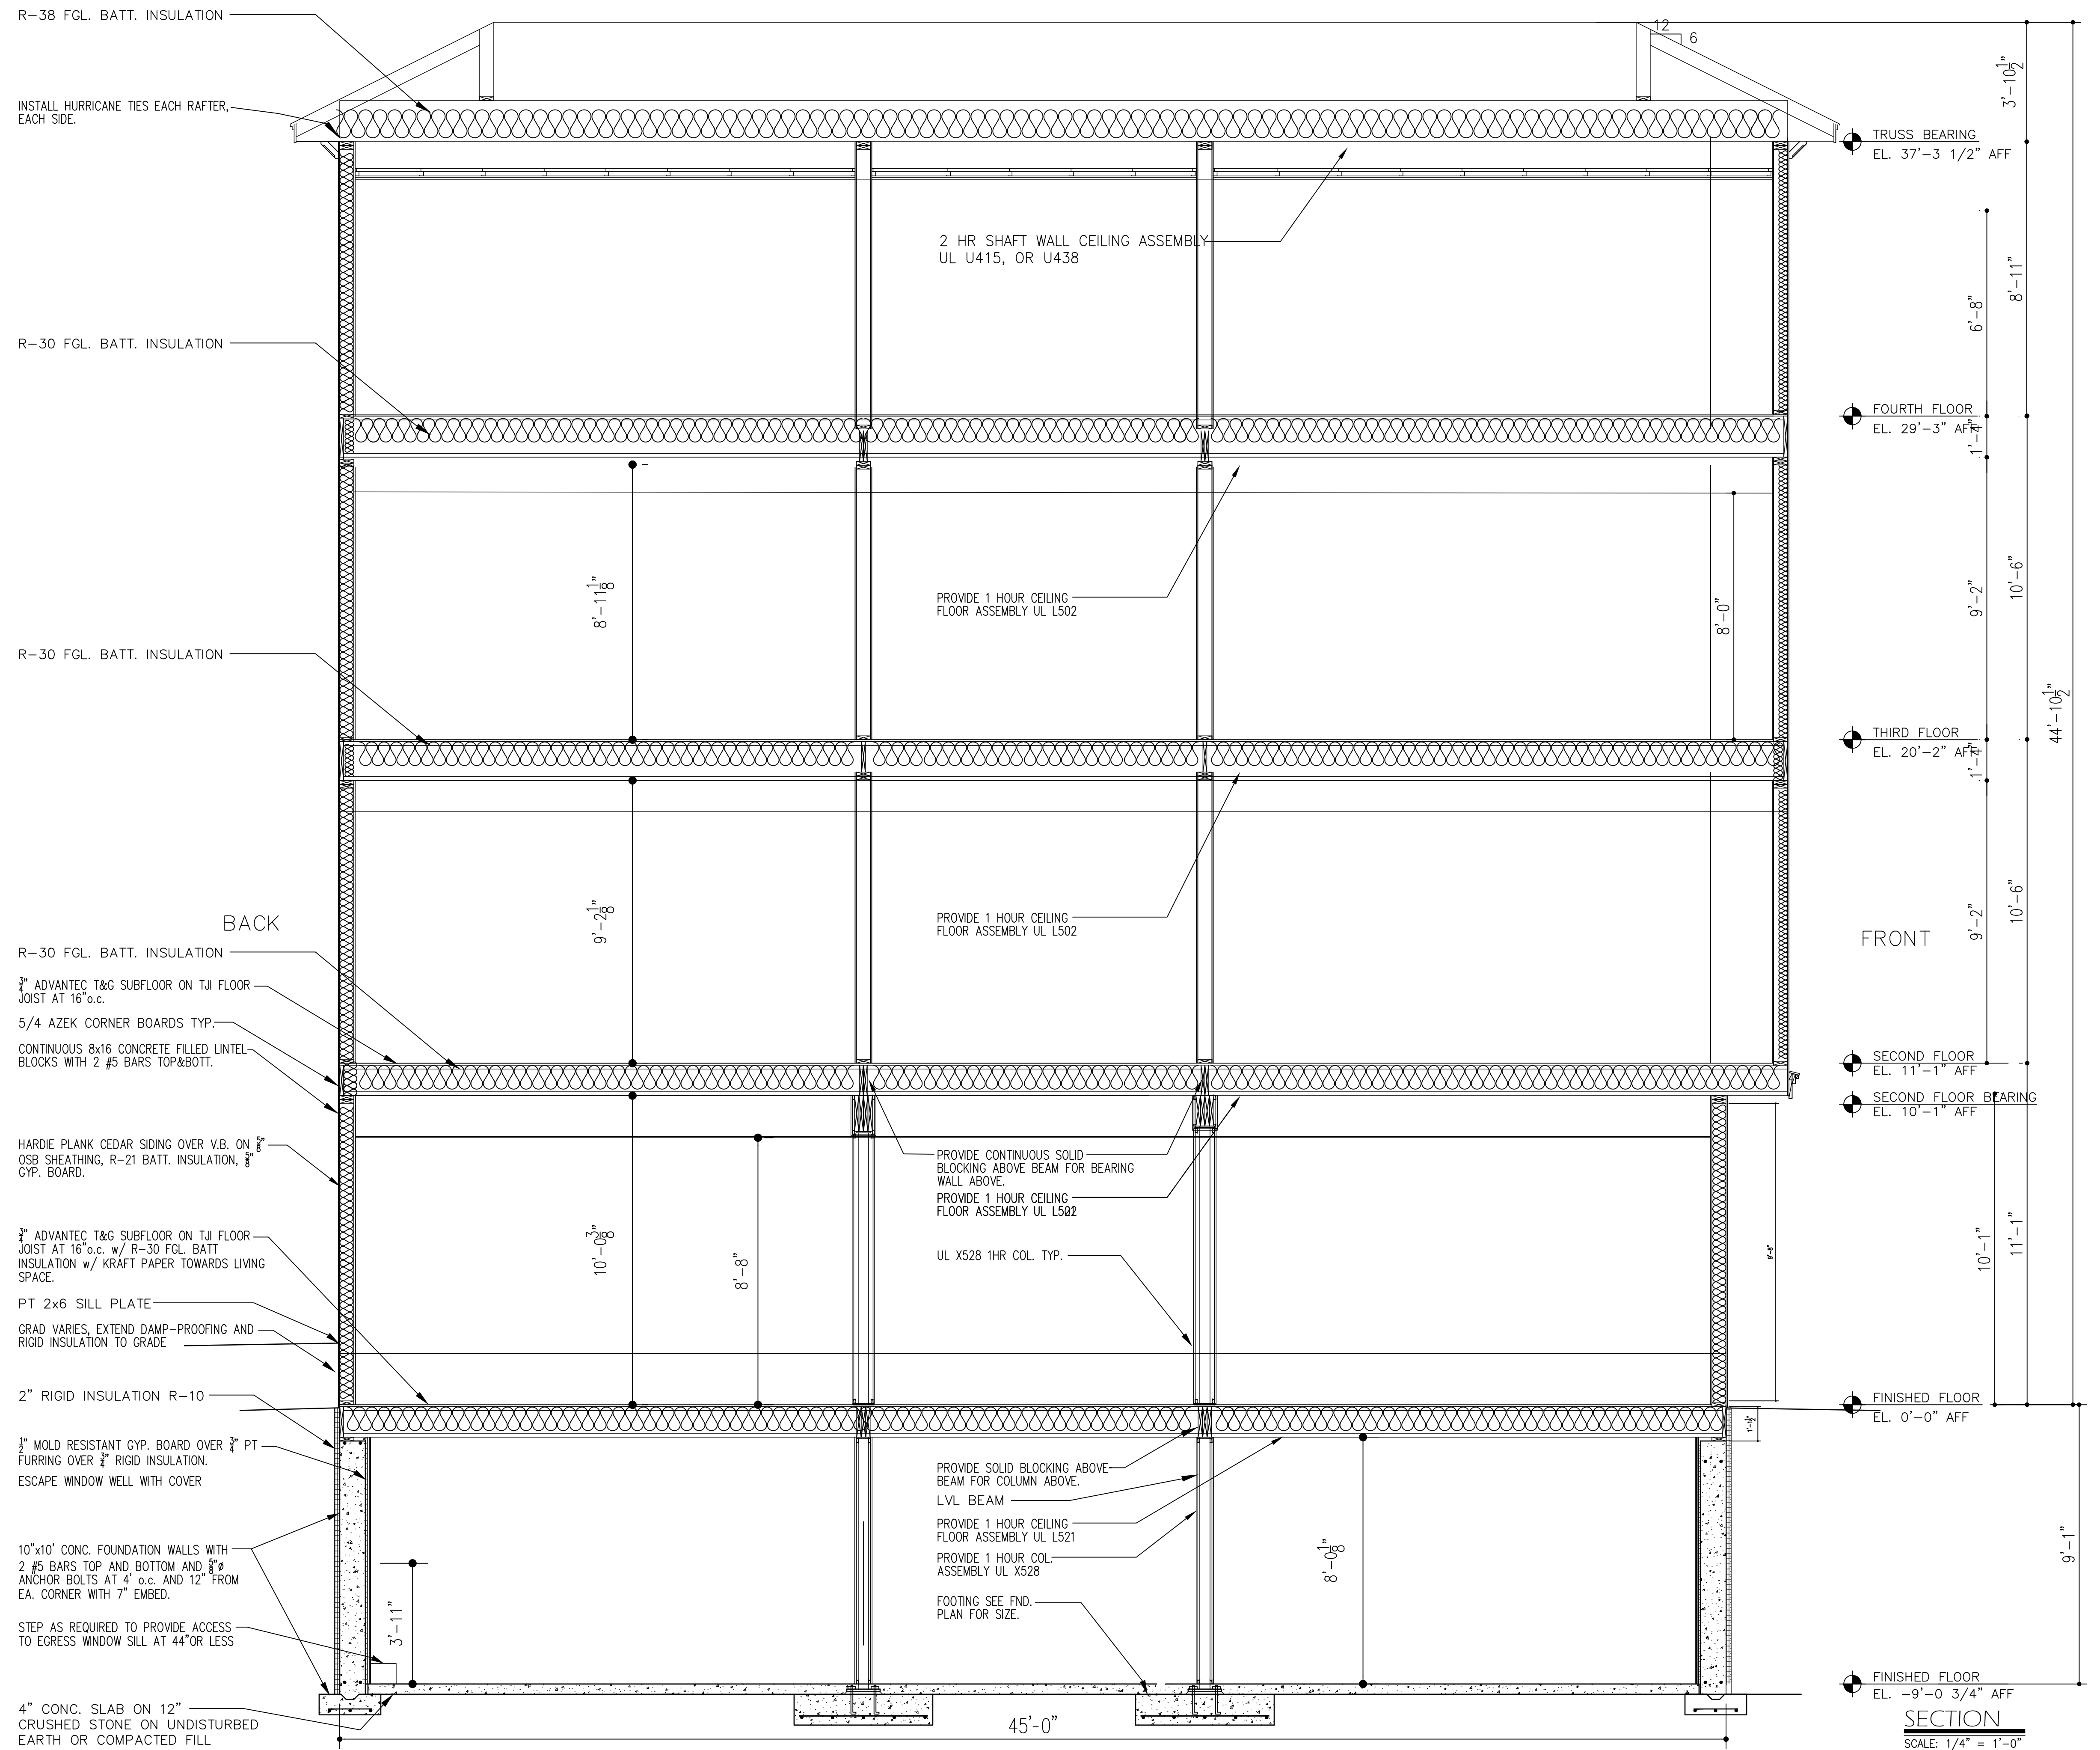 R-38 FGL. BATT. INSULATION
INSTALL HURRICANE TIES EACH RAFTER,
EACH SIDE.
R-30 FGL. BATT. INSULATION
R-30 FGL. BATT. INSULATION
BACK
R-30 FGL. BATT. INSULATION
3/4" ADVANTEC T&G SUBFLOOR ON TJI FLOOR
JOIST AT 16"o.c.
5/4 AZEK CORNER BOARDS TYP.
CONTINUOUS 8x16 CONCRETE FILLED LINTEL
BLOCKS WITH 2 #5 BARS TOP&BOTT.
HARDIE PLANK CEDAR SIDING OVER V.B. ON 5/8"
OSB SHEATHING, R-21 BATT. INSULATION, 5/8"
GYP. BOARD.
3/4" ADVANTEC T&G SUBFLOOR ON TJI FLOOR
JOIST AT 16"o.c. w/ R-30 FGL. BATT
INSULATION w/ KRAFT PAPER TOWARDS LIVING
SPACE.
PT 2x6 SILL PLATE
GRAD VARIES, EXTEND DAMP-PROOFING AND
RIGID INSULATION TO GRADE
2" RIGID INSULATION R-10
1/2" MOLD RESISTANT GYP. BOARD OVER 3/4" PT
FURRING OVER 3/4" RIGID INSULATION.
ESCAPE WINDOW WELL WITH COVER
10"x10' CONC. FOUNDATION WALLS WITH
2 #5 BARS TOP AND BOTTOM AND 5/8"ø
ANCHOR BOLTS AT 4' o.c. AND 12" FROM
EA. CORNER WITH 7" EMBED.
STEP AS REQUIRED TO PROVIDE ACCESS
TO EGRESS WINDOW SILL AT 44"OR LESS
4" CONC. SLAB ON 12"
CRUSHED STONE ON UNDISTURBED
EARTH OR COMPACTED FILL
2 HR SHAFT WALL CEILING ASSEMBLY
UL U415, OR U438
8'-11 1/8"
PROVIDE 1 HOUR CEILING
FLOOR ASSEMBLY UL L502
8'-0"
9'-2 1/8"
PROVIDE 1 HOUR CEILING
FLOOR ASSEMBLY UL L502
PROVIDE CONTINUOUS SOLID
BLOCKING ABOVE BEAM FOR BEARING
WALL ABOVE.
PROVIDE 1 HOUR CEILING
FLOOR ASSEMBLY UL
10'-0 3/8"
8'-8"
UL X528 1HR COL. TYP.
PROVIDE SOLID BLOCKING ABOVE
BEAM FOR COLUMN ABOVE.
LVL BEAM
PROVIDE 1 HOUR CEILING
FLOOR ASSEMBLY UL L521
PROVIDE 1 HOUR COL.
ASSEMBLY UL X528
FOOTING SEE FND.
PLAN FOR SIZE.
8'-0 1/8"
3'-11"
45'-0"
12
6
3'-10 1/2"
TRUSS BEARING
EL. 37'-3 1/2" AFF
8'-11"
6'-8"
FOURTH FLOOR
EL. 29'-3" AFF
1'-4"
9'-2"
10'-6"
THIRD FLOOR
EL. 20'-2" AFF
1'-4"
44'-10 1/2"
9'-2"
10'-6"
FRONT
SECOND FLOOR
EL. 11'-1" AFF
SECOND FLOOR BEARING
EL. 10'-1" AFF
10'-1"
11'-1"
FINISHED FLOOR
EL. 0'-0" AFF
9'-1"
FINISHED FLOOR
EL. -9'-0 3/4" AFF
SECTION
SCALE: 1/4" = 1'-0"